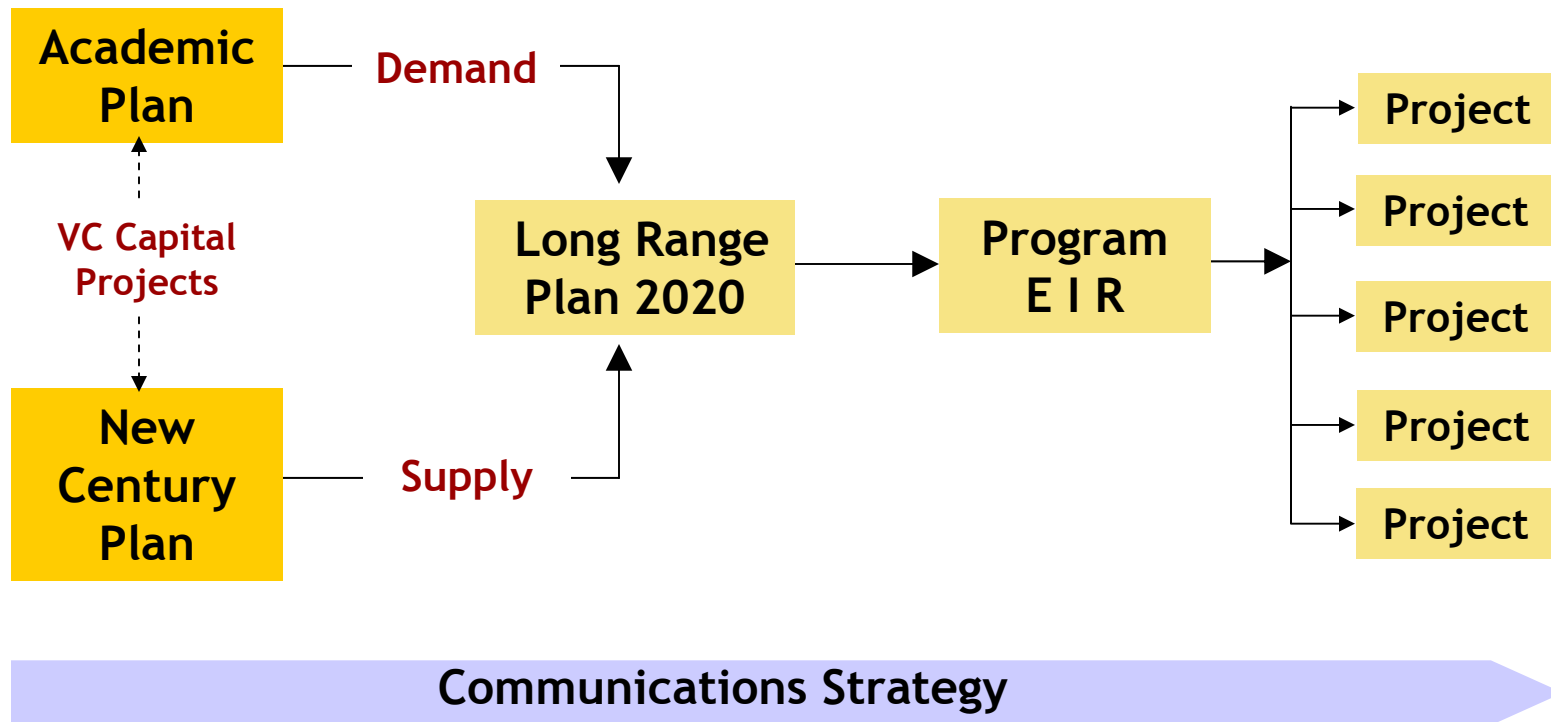 Academic
Plan
Demand
VC Capital
Projects
New
Century
Plan
Supply
Long Range
Plan 2020
Program
E I R
Project
Project
Project
Project
Project
Communications Strategy